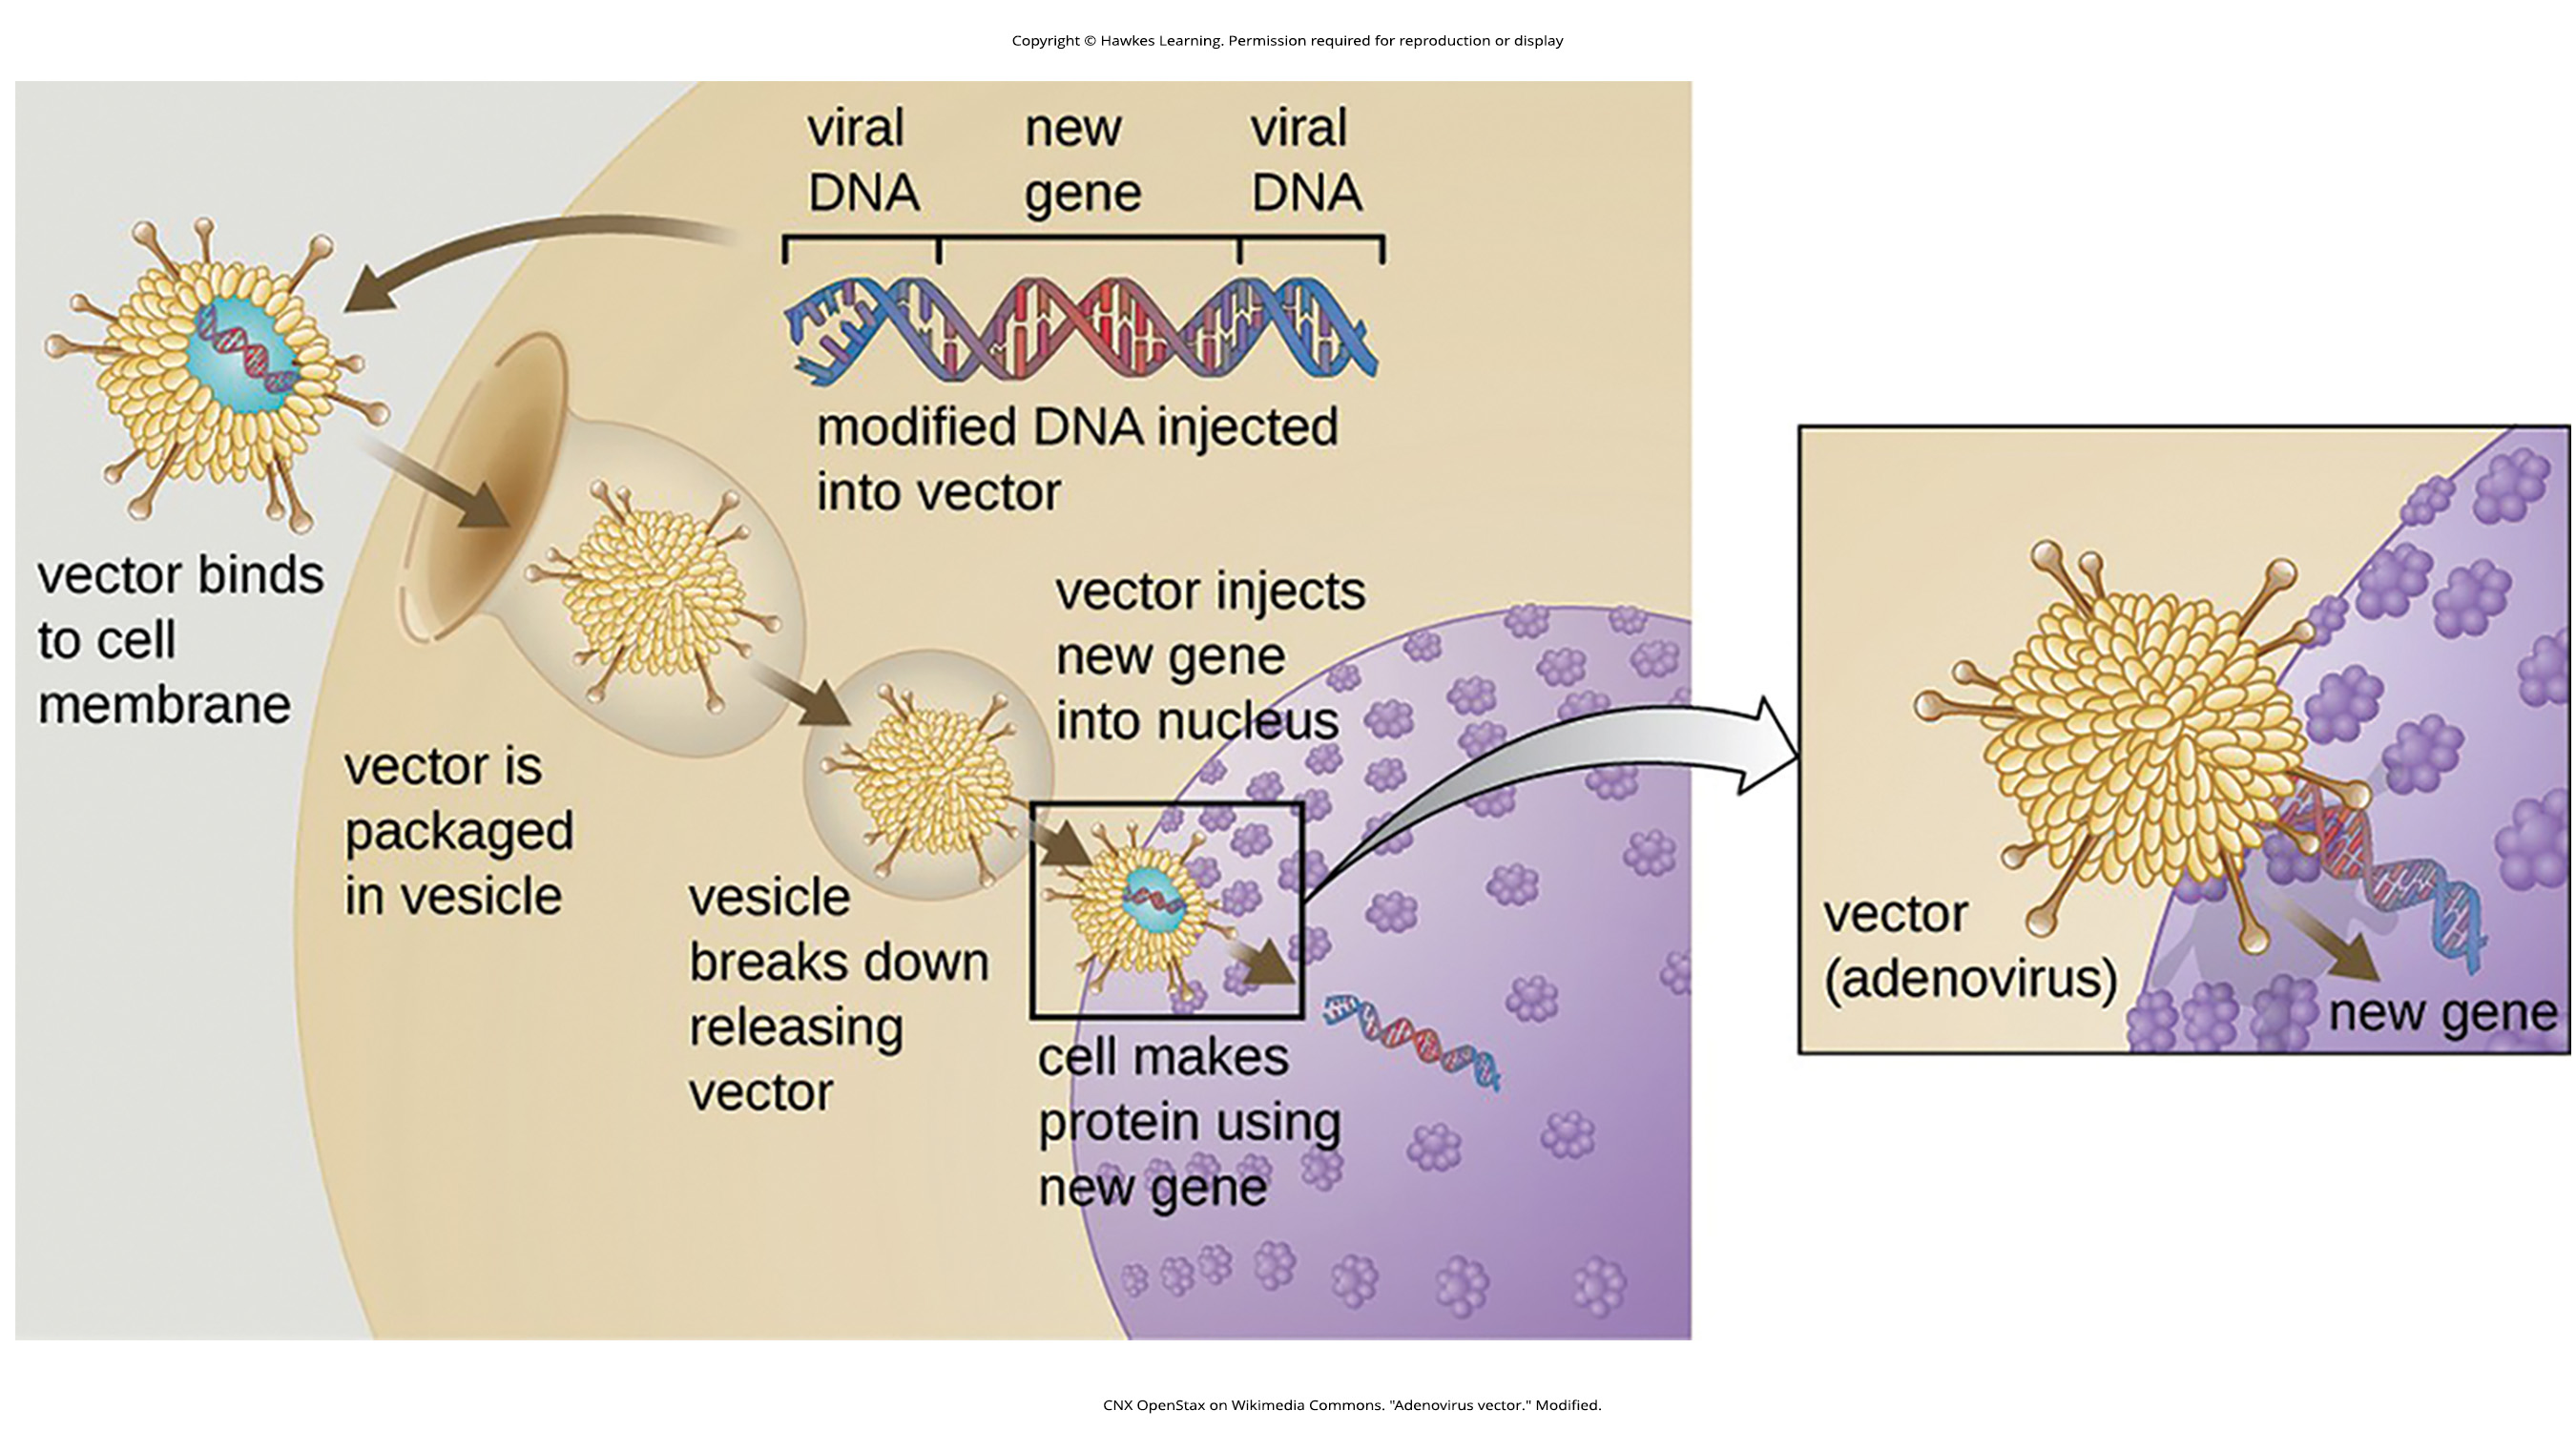 Copyright © Hawkes Learning. Permission required for reproduction or display
viral
DNA
new
gene
viral
DNA
modified DNA injected
into vector
vector binds
to cell
membrane
vector is
packaged
in vesicle
vesicle
breaks down
releasing
vector
vector injects
new gene
into nucleus
cell makes
protein using
new gene
vector
(adenovirus)
new gene
CNX OpenStax on Wikimedia Commons. "Adenovirus vector." Modified.